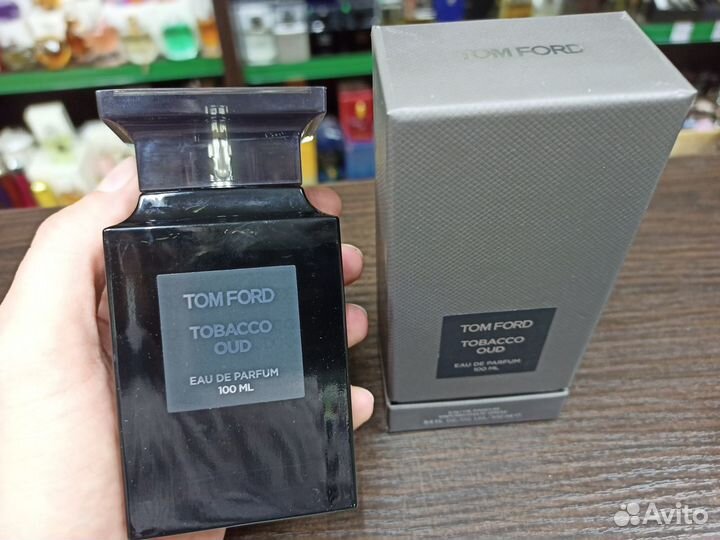 TOM FORD
TOBACCO
OUD
EAU DE PARFUM
100 ML
TOM FORD
TOM FORD
TOBACCO
OUD
EAU DE PARFUM
100 ML
Avito